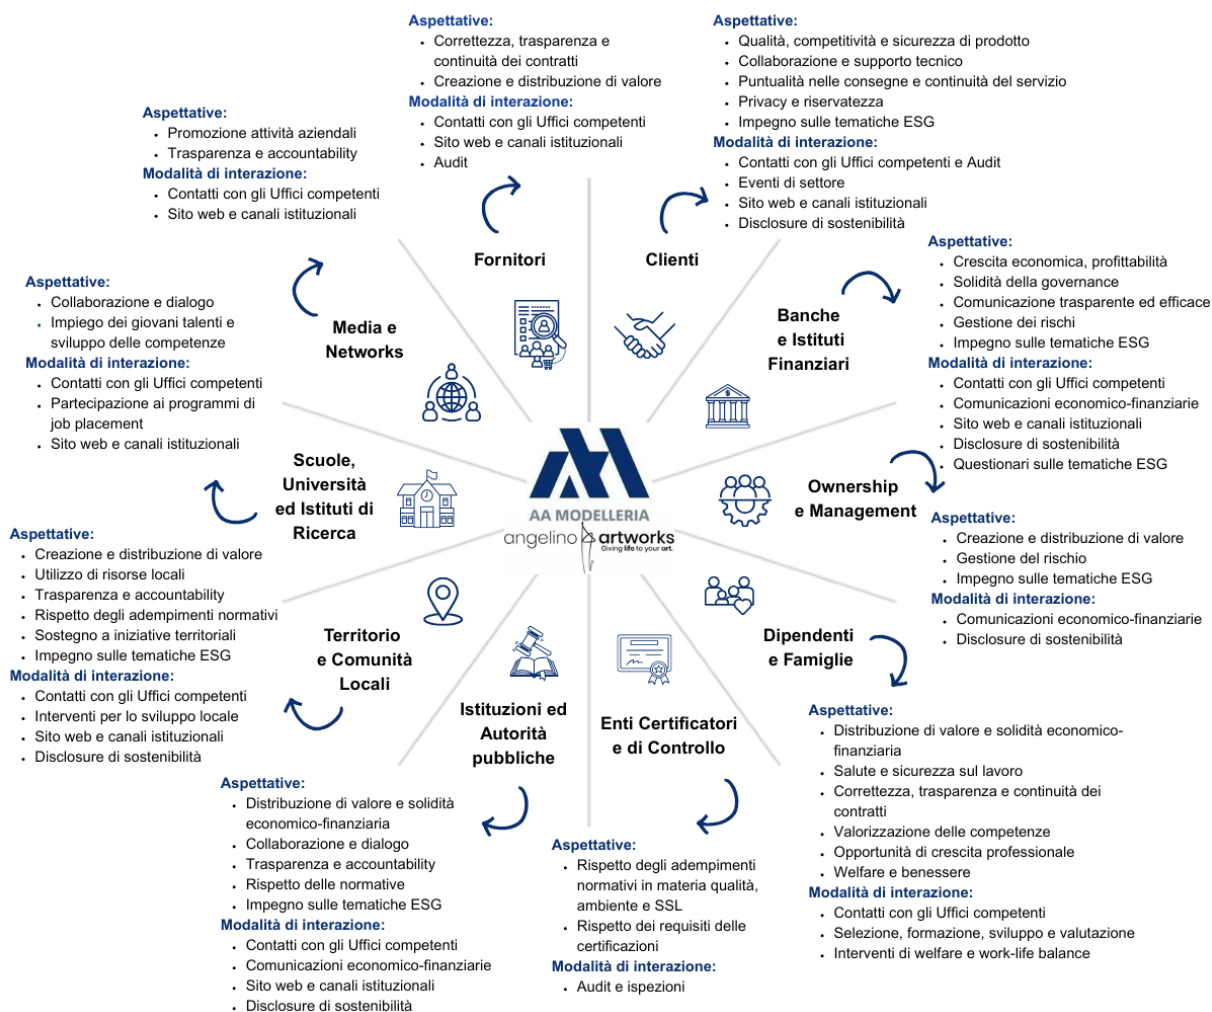 Aspettative:
• Correttezza, trasparenza e
continuità dei contratti
• Creazione e distribuzione di valore
Modalità di interazione:
• Contatti con gli Uffici competenti
• Sito web e canali istituzionali
• Audit
Fornitori
Aspettative:
• Qualità, competitività e sicurezza di prodotto
• Collaborazione e supporto tecnico
• Puntualità nelle consegne e continuità del servizio
• Privacy e riservatezza
• Impegno sulle tematiche ESG
Modalità di interazione:
• Contatti con gli Uffici competenti e Audit
• Eventi di settore
• Sito web e canali istituzionali
• Disclosure di sostenibilità
Clienti
Aspettative:
• Crescita economica, profittabilità
• Solidità della governance
• Comunicazione trasparente ed efficace
• Gestione dei rischi
• Impegno sulle tematiche ESG
Modalità di interazione:
• Contatti con gli Uffici competenti
• Comunicazioni economico-finanziarie
• Sito web e canali istituzionali
• Disclosure di sostenibilità
• Questionari sulle tematiche ESG
Banche
e Istituti
Finanziari
Ownership
e Management
Aspettative:
• Creazione e distribuzione di valore
• Gestione del rischio
• Impegno sulle tematiche ESG
Modalità di interazione:
• Comunicazioni economico-finanziarie
• Disclosure di sostenibilità
Dipendenti
e Famiglie
Aspettative:
• Distribuzione di valore e solidità economico-
finanziaria
• Salute e sicurezza sul lavoro
• Correttezza, trasparenza e continuità dei
contratti
• Valorizzazione delle competenze
• Opportunità di crescita professionale
• Welfare e benessere
Modalità di interazione:
• Contatti con gli Uffici competenti
• Selezione, formazione, sviluppo e valutazione
• Interventi di welfare e work-life balance
Enti Certificatori
e di Controllo
Aspettative:
• Rispetto degli adempimenti
normativi in materia qualità,
ambiente e SSL
• Rispetto dei requisiti delle
certificazioni
Modalità di interazione:
• Audit e ispezioni
Istituzioni ed
Autorità
pubbliche
Aspettative:
• Distribuzione di valore e solidità
economico-finanziaria
• Collaborazione e dialogo
• Trasparenza e accountability
• Rispetto delle normative
• Impegno sulle tematiche ESG
Modalità di interazione:
• Contatti con gli Uffici competenti
• Comunicazioni economico-finanziarie
• Sito web e canali istituzionali
• Disclosure di sostenibilità
Territorio
e Comunità
Locali
Aspettative:
• Creazione e distribuzione di valore
• Utilizzo di risorse locali
• Trasparenza e accountability
• Rispetto degli adempimenti normativi
• Sostegno a iniziative territoriali
• Impegno sulle tematiche ESG
Modalità di interazione:
• Contatti con gli Uffici competenti
• Interventi per lo sviluppo locale
• Sito web e canali istituzionali
• Disclosure di sostenibilità
Scuole,
Università
ed Istituti di
Ricerca
Aspettative:
• Collaborazione e dialogo
• Impiego dei giovani talenti e
sviluppo delle competenze
Modalità di interazione:
• Contatti con gli Uffici competenti
• Partecipazione ai programmi di
job placement
• Sito web e canali istituzionali
Media e
Networks
Aspettative:
• Promozione attività aziendali
• Trasparenza e accountability
Modalità di interazione:
• Contatti con gli Uffici competenti
• Sito web e canali istituzionali
AA MODELLERIA
angelino artworks
Giving life to your art.